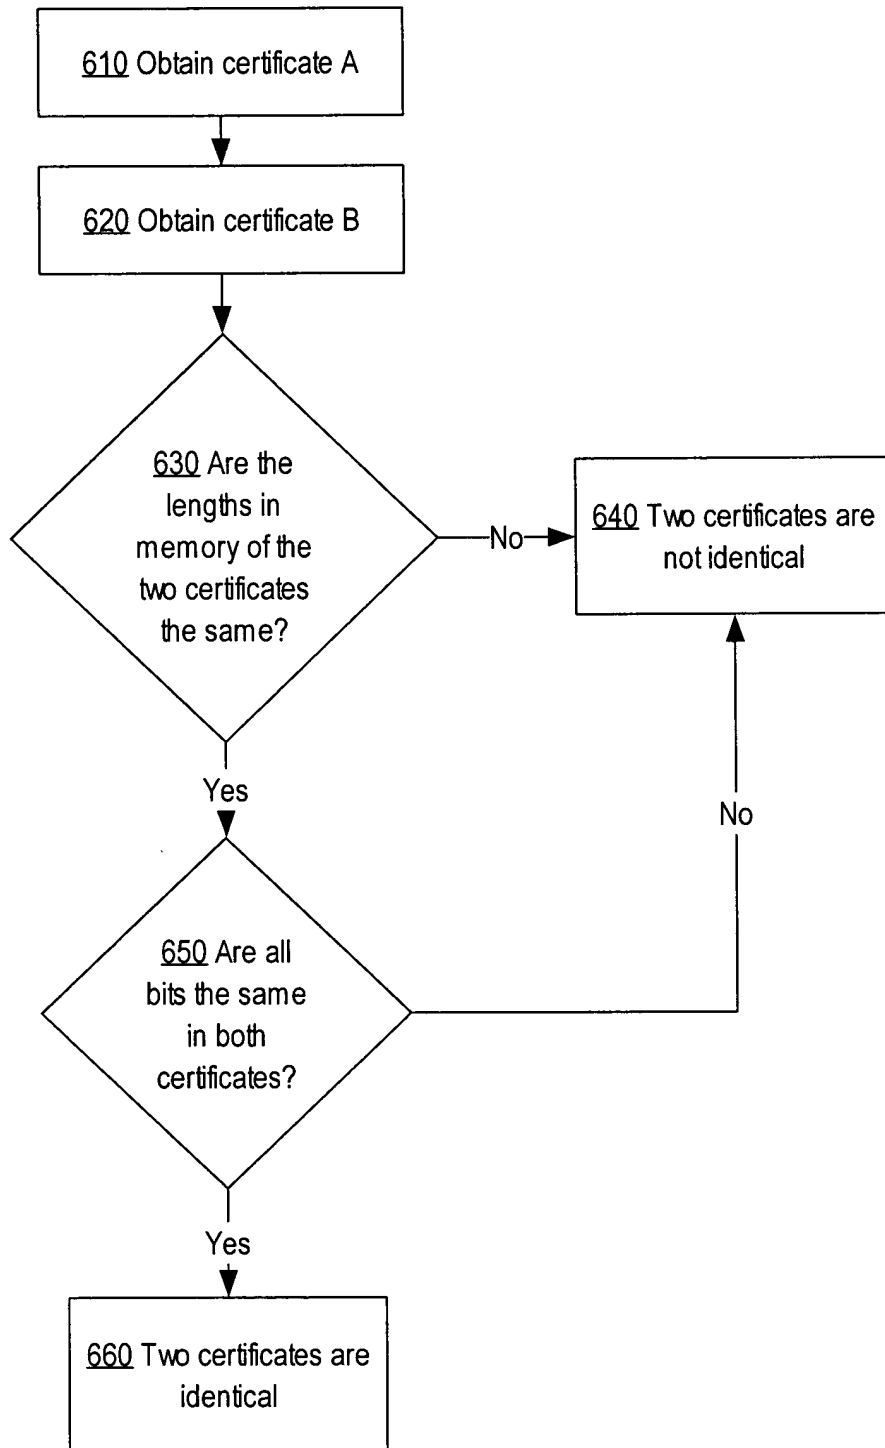 610 Obtain certificate A
620 Obtain certificate B
630 Are the
lengths in
memory of the
two certificates
the same?
No
640 Two certificates are
not identical
Yes
No
650 Are all
bits the same
in both
certificates?
Yes
660 Two certificates are
identical